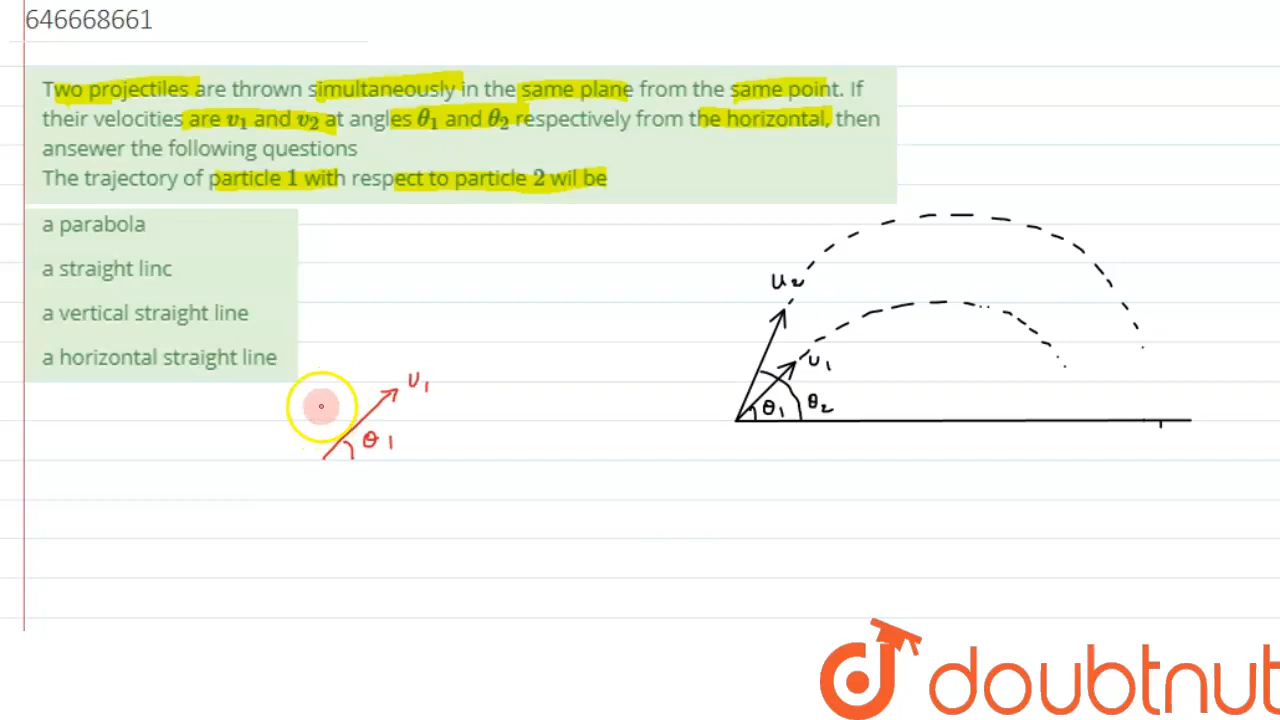 646668661
Two projectiles are thrown simultaneously in the same plane from the same point. If
their velocities are v₁ and v₂ at angles θ₁ and θ₂ respectively from the horizontal, then
ansewer the following questions
The trajectory of particle 1 with respect to particle 2 wil be
a parabola
a straight linc
a vertical straight line
a horizontal straight line
u₂
u₁
θ₁
θ₂
u₁
θ₁
doubtnut